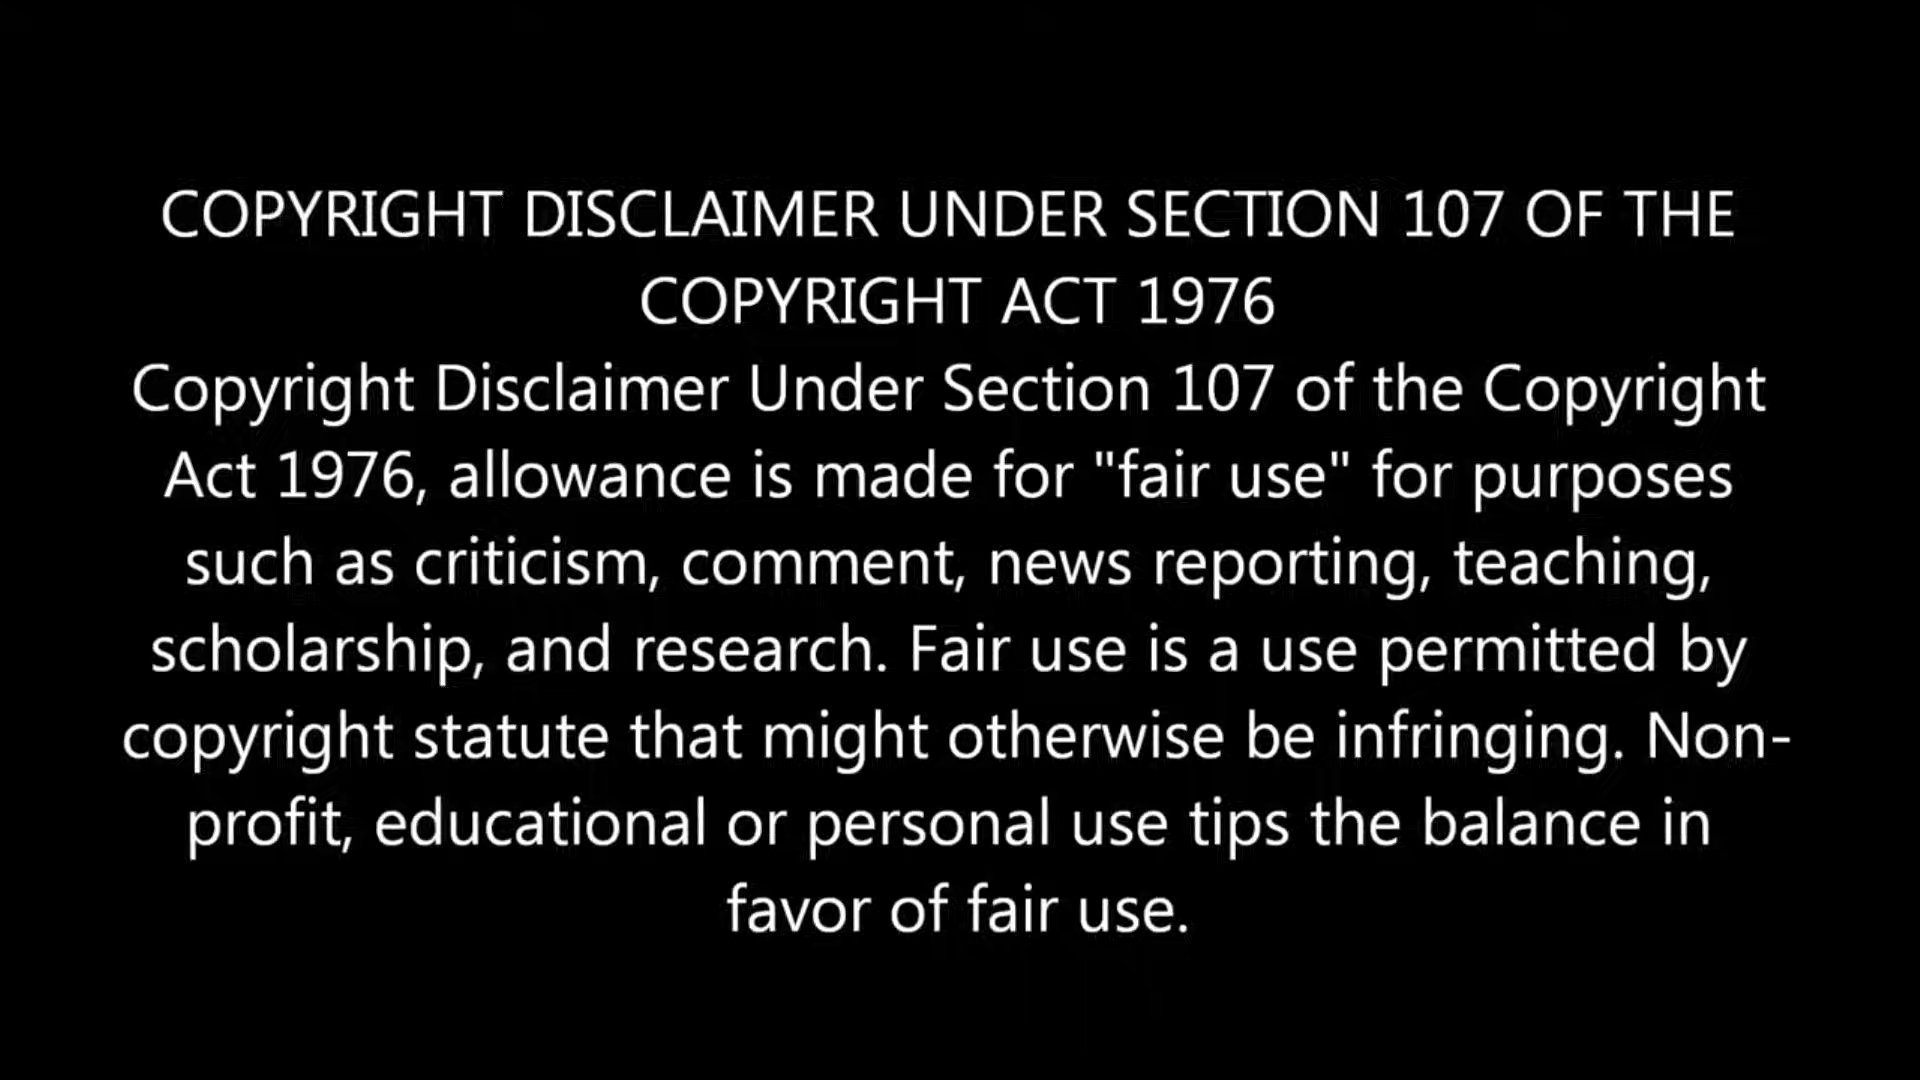 COPYRIGHT DISCLAIMER UNDER SECTION 107 OF THE
COPYRIGHT ACT 1976
Copyright Disclaimer Under Section 107 of the Copyright
Act 1976, allowance is made for "fair use" for purposes
such as criticism, comment, news reporting, teaching,
scholarship, and research. Fair use is a use permitted by
copyright statute that might otherwise be infringing. Non-
profit, educational or personal use tips the balance in
favor of fair use.